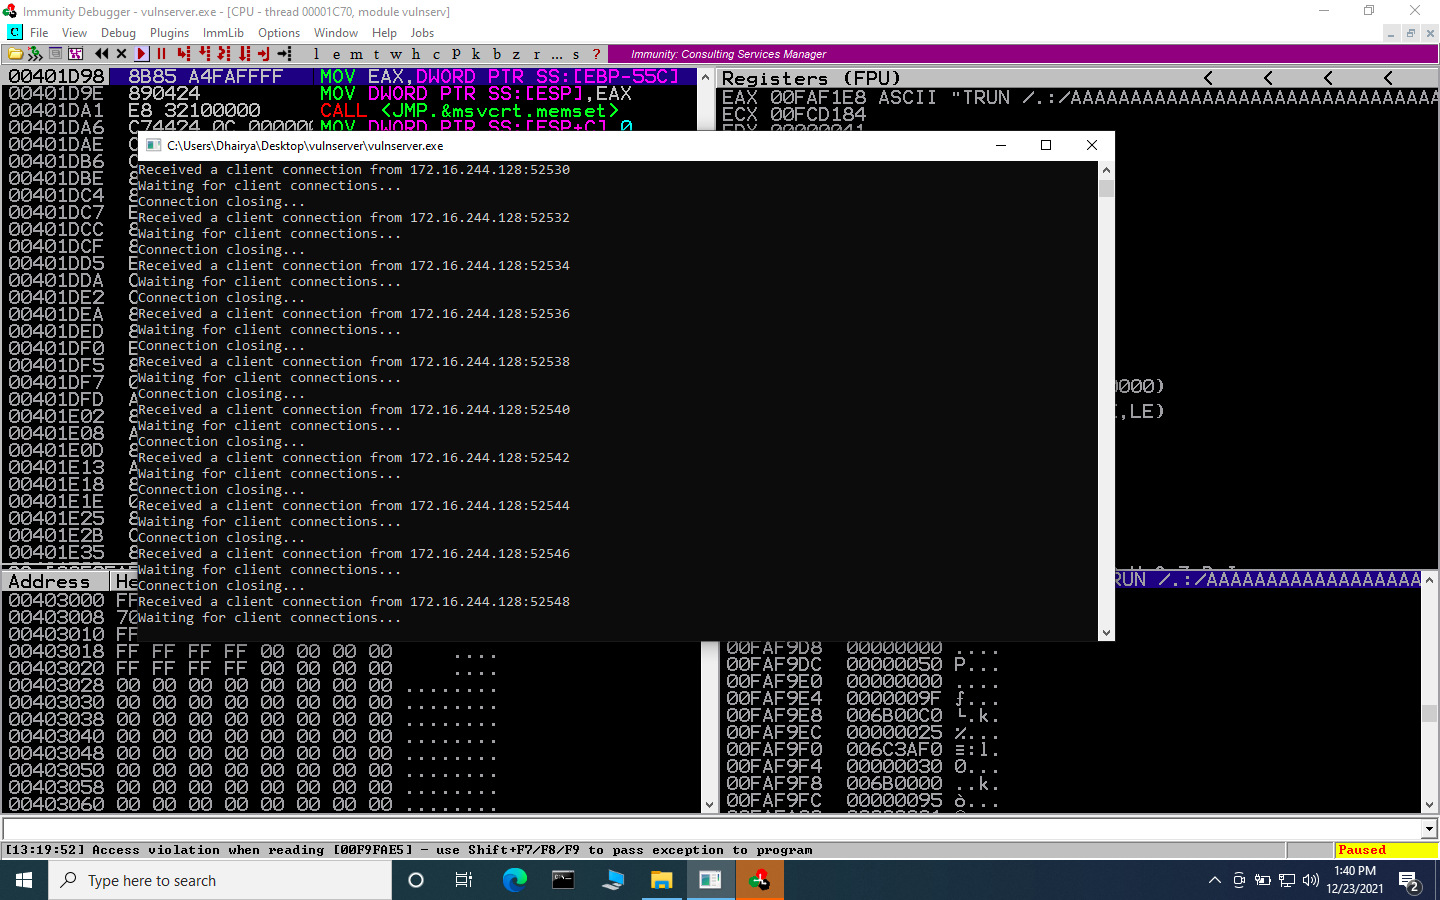 Immunity Debugger - vulnserver.exe - [CPU - thread 00001C70, module vulnserv]
C File View Debug Plugins ImmLib Options Window Help Jobs
l e m t w h c P k b z r ... s ? Immunity: Consulting Services Manager
00401D98 8B85 A4FAFFFF MOV EAX,DWORD PTR SS:[EBP-55C]
00401D9E 890424 MOV DWORD PTR SS:[ESP],EAX
00401DA1 E8 32100000 CALL <JMP.&msvcrt.memset>
00401DA6
00401DAE
00401DB6
00401DBE
00401DC4
00401DC7
00401DCC
00401DCF
00401DD5
00401DDA
00401DE2
00401DEA
00401DED
00401DF0
00401DF5
00401DF7
00401DFD
00401E02
00401E08
00401E0D
00401E13
00401E18
00401E1E
00401E25
00401E2B
00401E35
Registers (FPU) < < < <
EAX 00FAF1E8 ASCII "TRUN /.:/AAAAAAAAAAAAAAAAAAAAAAAAAAAAAAA
ECX 00FCD184
C:\Users\Dhairya\Desktop\vulnserver\vulnserver.exe
Received a client connection from 172.16.244.128:52530
Waiting for client connections...
Connection closing...
Received a client connection from 172.16.244.128:52532
Waiting for client connections...
Connection closing...
Received a client connection from 172.16.244.128:52534
Waiting for client connections...
Connection closing...
Received a client connection from 172.16.244.128:52536
Waiting for client connections...
Connection closing...
Received a client connection from 172.16.244.128:52538
Waiting for client connections...
Connection closing...
Received a client connection from 172.16.244.128:52540
Waiting for client connections...
Connection closing...
Received a client connection from 172.16.244.128:52542
Waiting for client connections...
Connection closing...
Received a client connection from 172.16.244.128:52544
Waiting for client connections...
Connection closing...
Received a client connection from 172.16.244.128:52546
Waiting for client connections...
Connection closing...
Received a client connection from 172.16.244.128:52548
Waiting for client connections...
0000)
,LE)
Address He
00403000 FF
00403008 70
00403010 FF
00403018 FF FF FF FF 00 00 00 00 ....
00403020 FF FF FF FF 00 00 00 00 ....
00403028 00 00 00 00 00 00 00 00 ........
00403030 00 00 00 00 00 00 00 00 ........
00403038 00 00 00 00 00 00 00 00 ........
00403040 00 00 00 00 00 00 00 00 ........
00403048 00 00 00 00 00 00 00 00 ........
00403050 00 00 00 00 00 00 00 00 ........
00403058 00 00 00 00 00 00 00 00 ........
00403060 00 00 00 00 00 00 00 00 ........
RUN /.:/AAAAAAAAAAAAAAAAAA
00FAF9D8 00000000 ....
00FAF9DC 00000050 P...
00FAF9E0 00000000 ....
00FAF9E4 0000009F ƒ...
00FAF9E8 006B00C0 └.k.
00FAF9EC 00000025 %...
00FAF9F0 006C3AF0 ≡:l.
00FAF9F4 00000030 0...
00FAF9F8 006B0000 ..k.
00FAF9FC 00000095 ò...
[13:19:52] Access violation when reading [00F9FAE5] - use Shift+F7/F8/F9 to pass exception to program
Paused
Type here to search
1:40 PM
12/23/2021
2